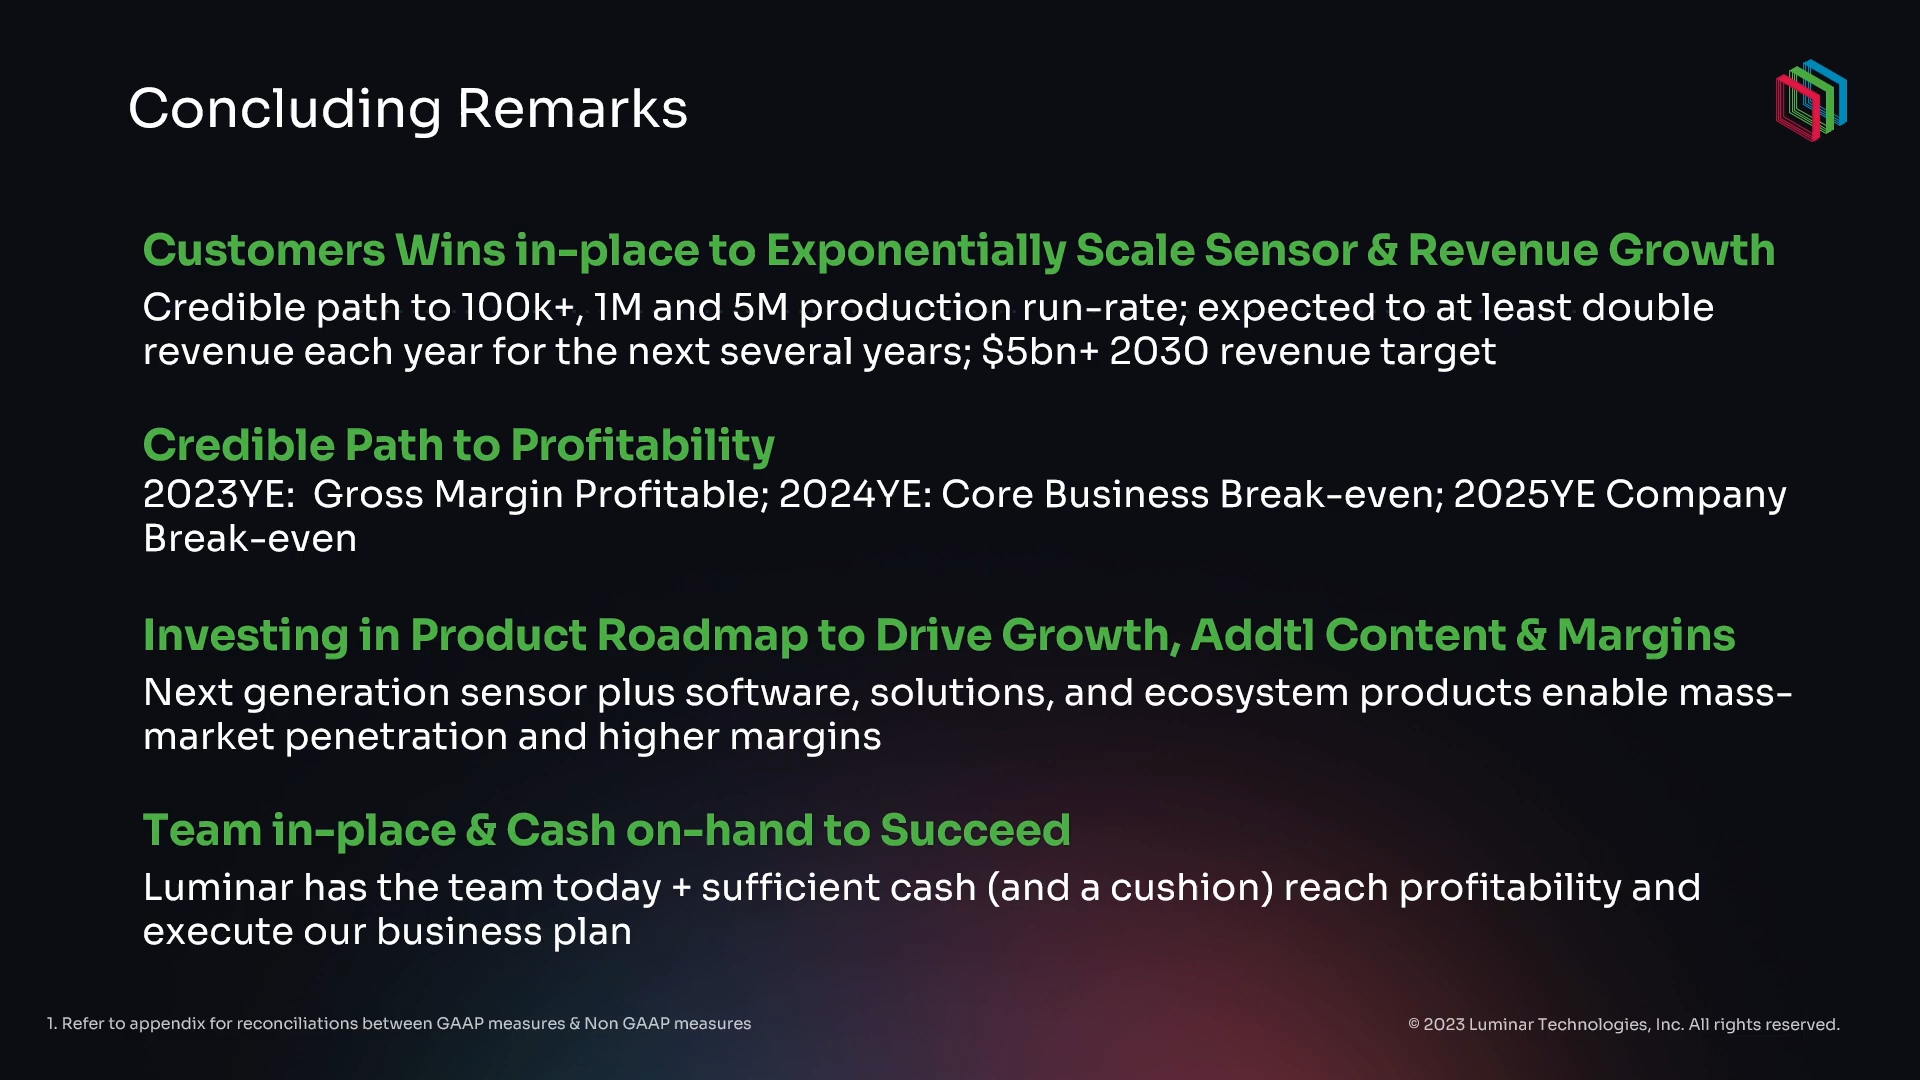 Concluding Remarks
Customers Wins in-place to Exponentially Scale Sensor & Revenue Growth
Credible path to 100k+, 1M and 5M production run-rate; expected to at least double
revenue each year for the next several years; $5bn+ 2030 revenue target
Credible Path to Profitability
2023YE:  Gross Margin Profitable; 2024YE: Core Business Break-even; 2025YE Company
Break-even
Investing in Product Roadmap to Drive Growth, Addtl Content & Margins
Next generation sensor plus software, solutions, and ecosystem products enable mass-
market penetration and higher margins
Team in-place & Cash on-hand to Succeed
Luminar has the team today + sufficient cash (and a cushion) reach profitability and
execute our business plan
1. Refer to appendix for reconciliations between GAAP measures & Non GAAP measures
© 2023 Luminar Technologies, Inc. All rights reserved.